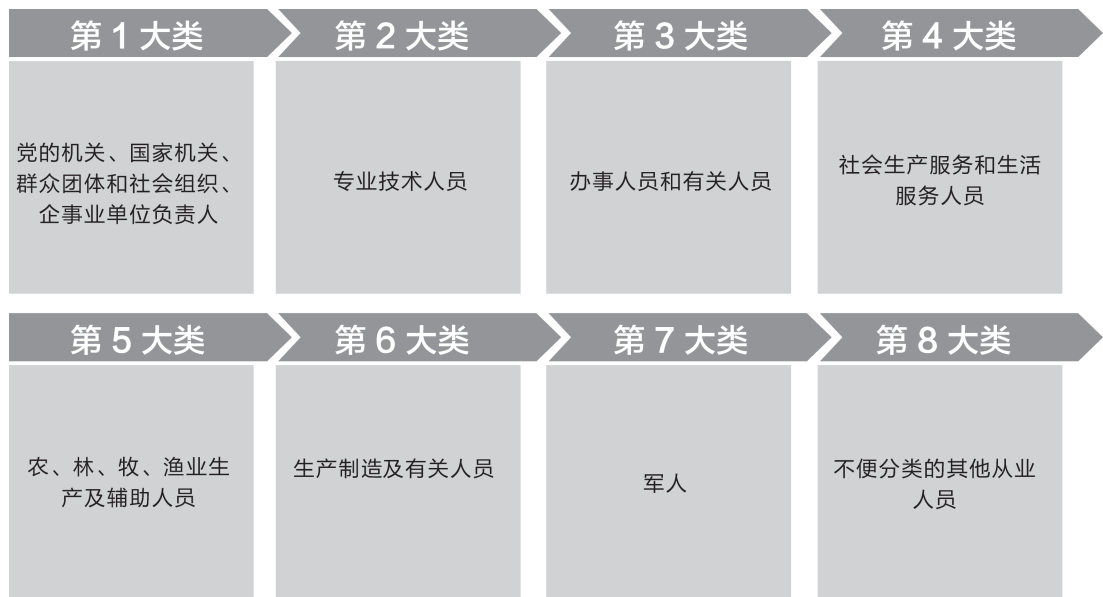 第 1 大类
第 2 大类
第 3 大类
第 4 大类
党的机关、国家机关、
群众团体和社会组织、
企事业单位负责人
专业技术人员
办事人员和有关人员
社会生产服务和生活
服务人员
第 5 大类
第 6 大类
第 7 大类
第 8 大类
农、林、牧、渔业生
产及辅助人员
生产制造及有关人员
军人
不便分类的其他从业
人员